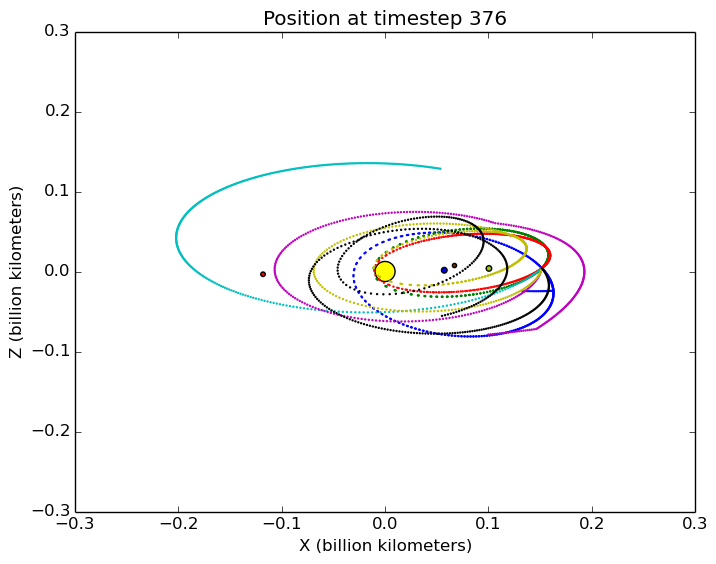 Position at timestep 376
0.3
0.2
0.1
0.0
−0.1
−0.2
−0.3
Z (billion kilometers)
−0.3 −0.2 −0.1 0.0 0.1 0.2 0.3
X (billion kilometers)